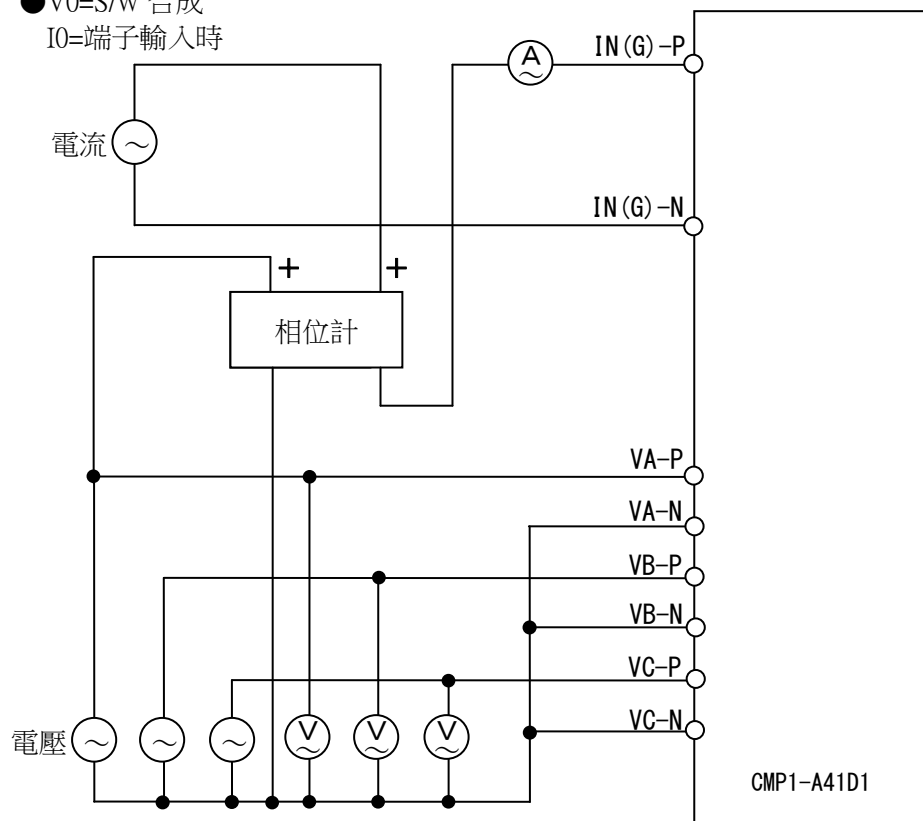 ●V0=S/W 合成
I0=端子輸入時
A
IN(G)-P
電流
IN(G)-N
+ +
相位計
VA-P
VA-N
VB-P
VB-N
VC-P
VC-N
電壓
V V V
CMP1-A41D1